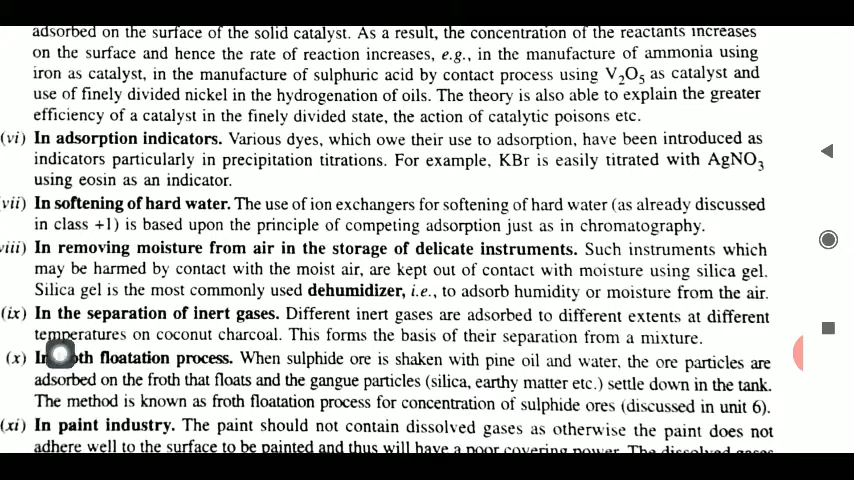 adsorbed on the surface of the solid catalyst. As a result, the concentration of the reactants increases
on the surface and hence the rate of reaction increases, e.g., in the manufacture of ammonia using
iron as catalyst, in the manufacture of sulphuric acid by contact process using V₂O₅ as catalyst and
use of finely divided nickel in the hydrogenation of oils. The theory is also able to explain the greater
efficiency of a catalyst in the finely divided state, the action of catalytic poisons etc.
(vi) In adsorption indicators. Various dyes, which owe their use to adsorption, have been introduced as
indicators particularly in precipitation titrations. For example, KBr is easily titrated with AgNO₃
using eosin as an indicator.
vii) In softening of hard water. The use of ion exchangers for softening of hard water (as already discussed
in class +1) is based upon the principle of competing adsorption just as in chromatography.
viii) In removing moisture from air in the storage of delicate instruments. Such instruments which
may be harmed by contact with the moist air, are kept out of contact with moisture using silica gel.
Silica gel is the most commonly used dehumidizer, i.e., to adsorb humidity or moisture from the air.
(ix) In the separation of inert gases. Different inert gases are adsorbed to different extents at different
temperatures on coconut charcoal. This forms the basis of their separation from a mixture.
(x) In floatation process. When sulphide ore is shaken with pine oil and water, the ore particles are
adsorbed on the froth that floats and the gangue particles (silica, earthy matter etc.) settle down in the tank.
The method is known as froth floatation process for concentration of sulphide ores (discussed in unit 6).
(xi) In paint industry. The paint should not contain dissolved gases as otherwise the paint does not
adhere well to the surface to be painted and thus will have a poor covering power. The dissolved gases